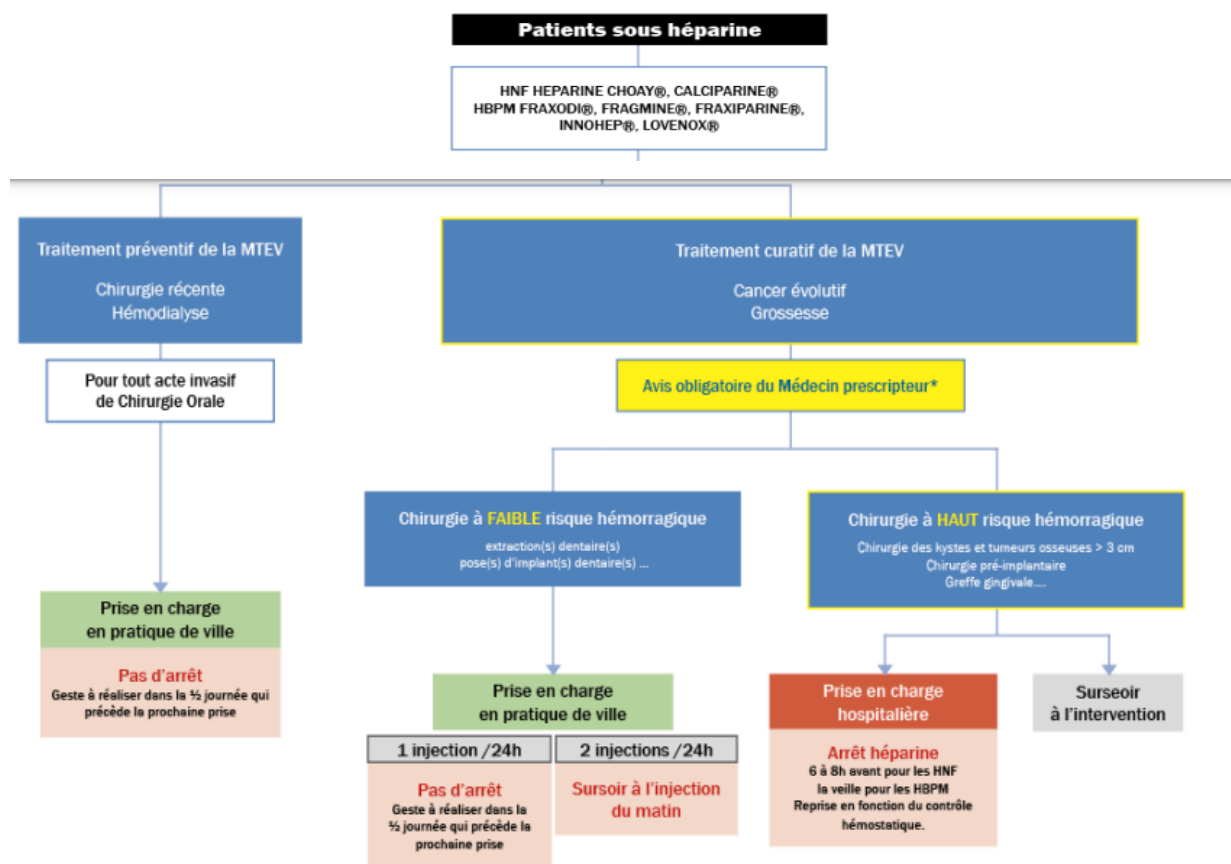 Patients sous héparine
HNF HEPARINE CHOAY®, CALCIPARINE®
HBPM FRAXODI®, FRAGMINE®, FRAXIPARINE®,
INNOHEP®, LOVENOX®
Traitement préventif de la MTEV
Chirurgie récente
Hémodialyse
Pour tout acte invasif
de Chirurgie Orale
Prise en charge
en pratique de ville
Pas d'arrêt
Geste à réaliser dans la ½ journée qui
précède la prochaine prise
Traitement curatif de la MTEV
Cancer évolutif
Grossesse
Avis obligatoire du Médecin prescripteur*
Chirurgie à FAIBLE risque hémorragique
extraction(s) dentaire(s)
pose(s) d'implant(s) dentaire(s) ...
Prise en charge
en pratique de ville
1 injection /24h
Pas d'arrêt
Geste à réaliser dans la
½ journée qui précède la
prochaine prise
2 injections /24h
Sursoir à l'injection
du matin
Chirurgie à HAUT risque hémorragique
Chirurgie des kystes et tumeurs osseuses > 3 cm
Chirurgie pré-implantaire
Greffe gingivale....
Prise en charge
hospitalière
Arrêt héparine
6 à 8h avant pour les HNF
la veille pour les HBPM
Reprise en fonction du contrôle
hémostatique.
Surseoir
à l'intervention